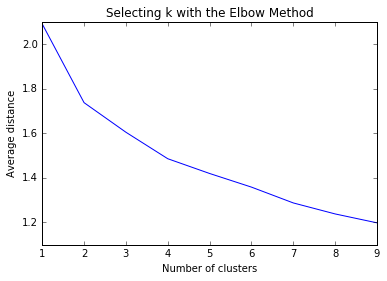 Selecting k with the Elbow Method
2.0
1.8
1.6
1.4
1.2
Average distance
1 2 3 4 5 6 7 8 9
Number of clusters